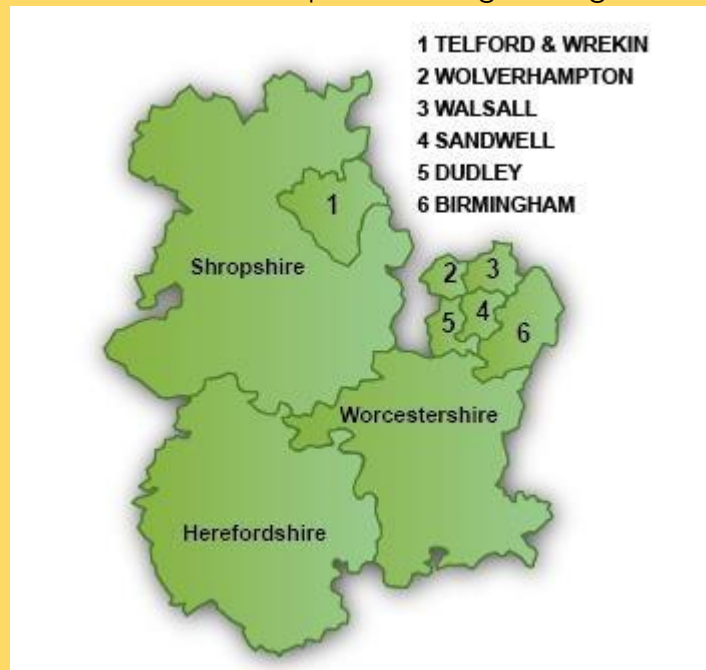 1 TELFORD & WREKIN
2 WOLVERHAMPTON
3 WALSALL
4 SANDWELL
5 DUDLEY
6 BIRMINGHAM
1
Shropshire
2
3
4
5
6
Worcestershire
Herefordshire